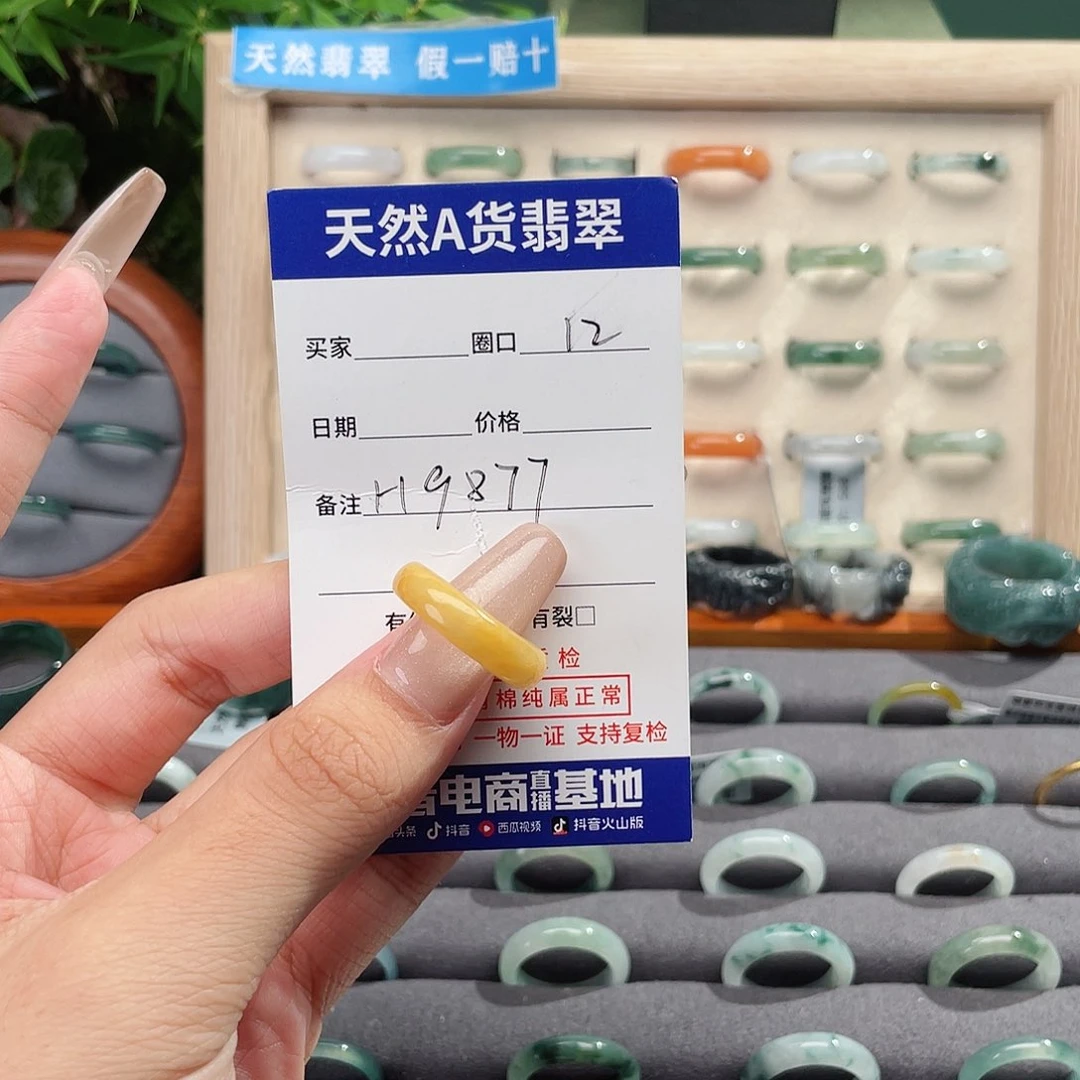 天然翡翠 假一赔十
天然A货翡翠
买家 圈口 12
日期 价格
备注 H9877
有 有裂□
检
棉纯属正常
一物一证 支持复检
电商直播基地
头条 抖音 西瓜视频 抖音火山版